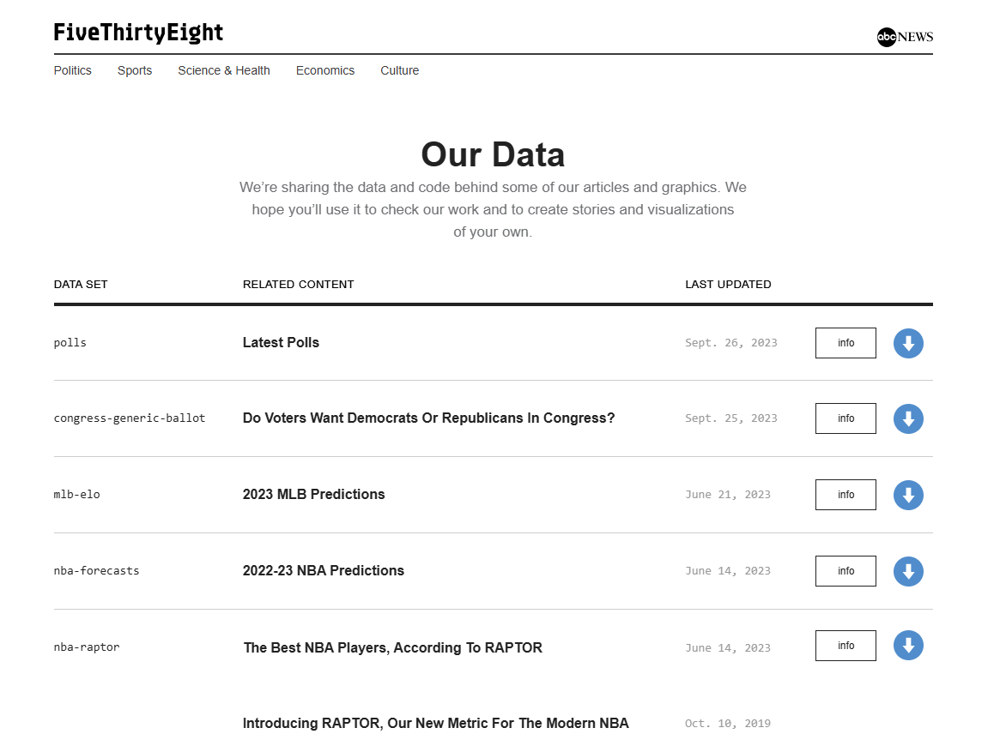 FiveThirtyEight
abc NEWS
Politics Sports Science & Health Economics Culture
Our Data
We’re sharing the data and code behind some of our articles and graphics. We
hope you’ll use it to check our work and to create stories and visualizations
of your own.
DATA SET RELATED CONTENT LAST UPDATED
polls Latest Polls Sept. 26, 2023 info
congress-generic-ballot Do Voters Want Democrats Or Republicans In Congress? Sept. 25, 2023 info
mlb-elo 2023 MLB Predictions June 21, 2023 info
nba-forecasts 2022-23 NBA Predictions June 14, 2023 info
nba-raptor The Best NBA Players, According To RAPTOR June 14, 2023 info
Introducing RAPTOR, Our New Metric For The Modern NBA Oct. 10, 2019